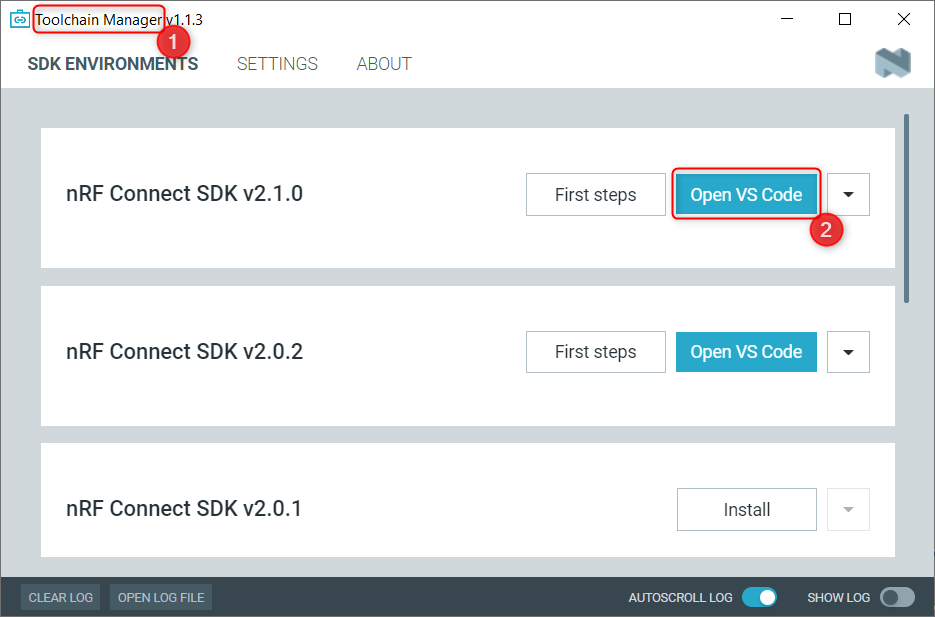 Toolchain Manager v1.1.3
1
SDK ENVIRONMENTS SETTINGS ABOUT
nRF Connect SDK v2.1.0 First steps Open VS Code
2
nRF Connect SDK v2.0.2 First steps Open VS Code
nRF Connect SDK v2.0.1 Install
CLEAR LOG OPEN LOG FILE AUTOSCROLL LOG SHOW LOG